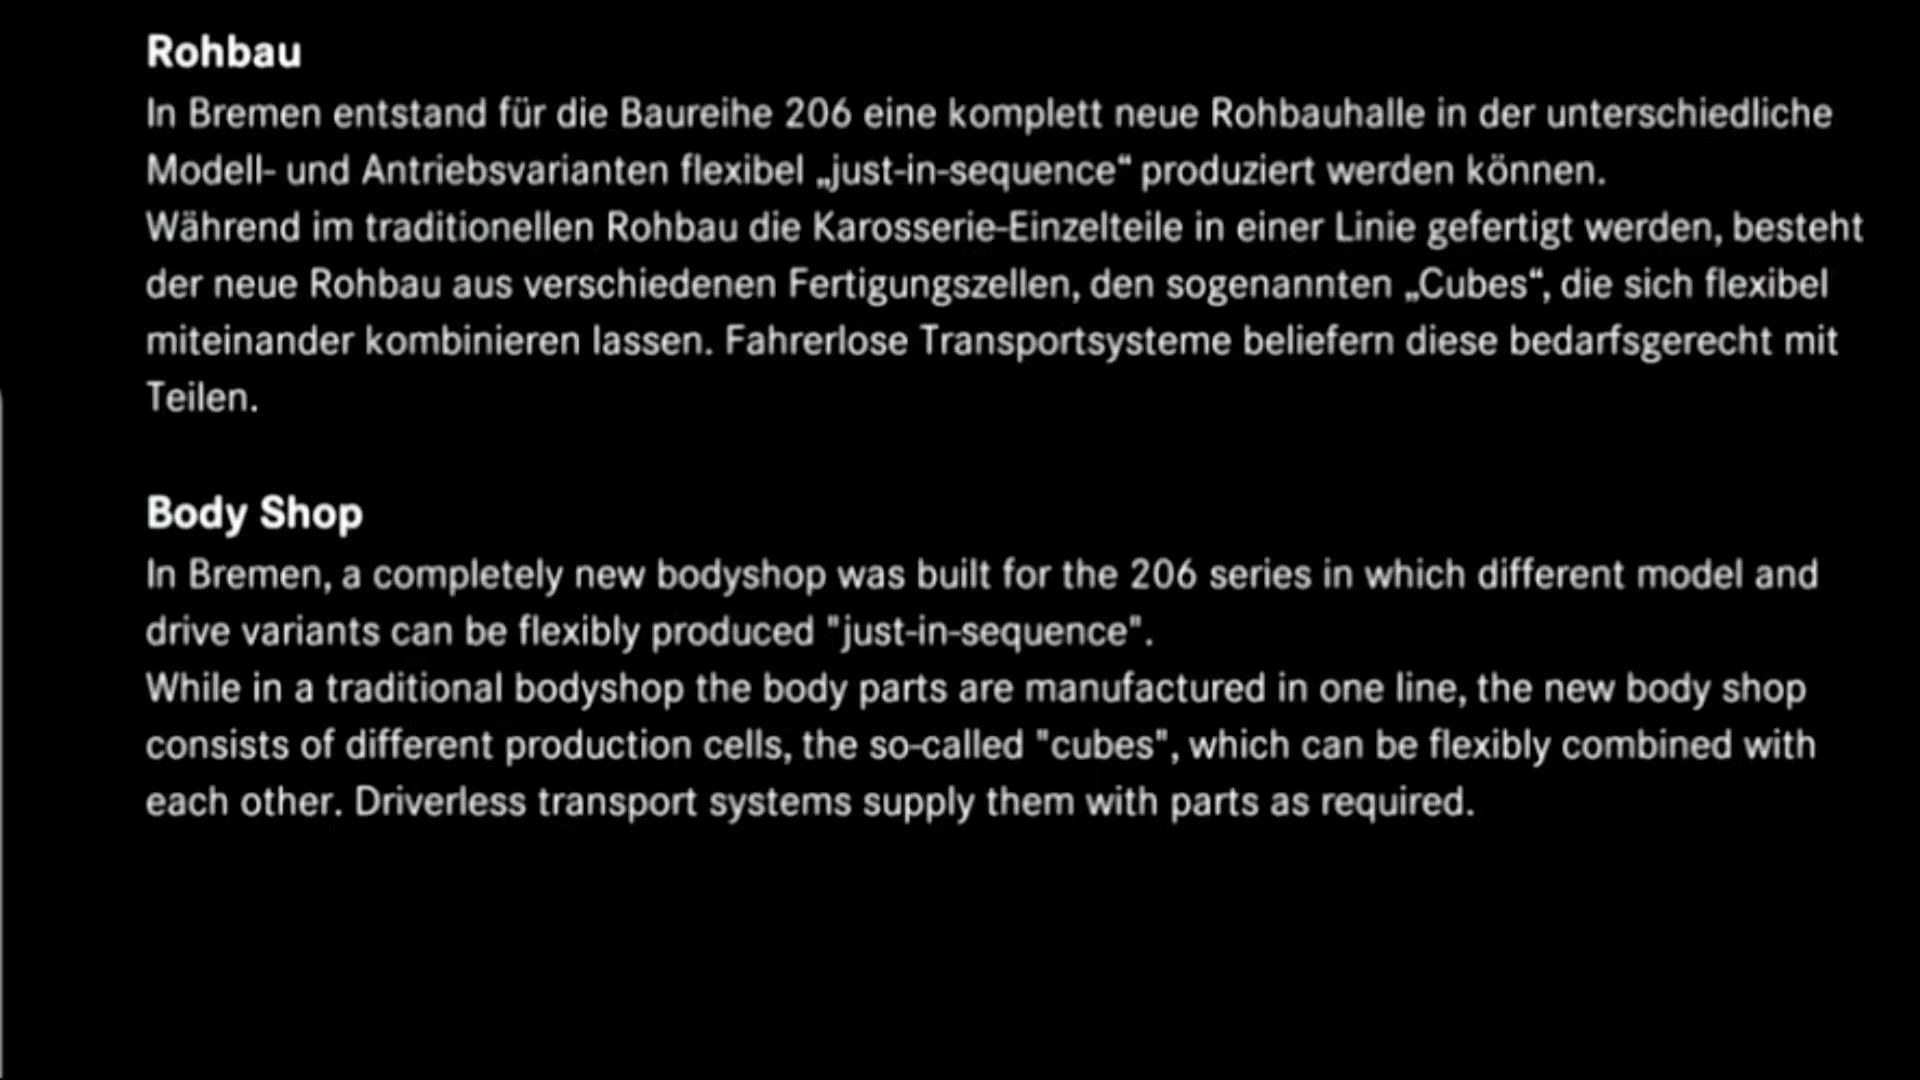 Rohbau
In Bremen entstand für die Baureihe 206 eine komplett neue Rohbauhalle in der unterschiedliche
Modell- und Antriebsvarianten flexibel „just-in-sequence“ produziert werden können.
Während im traditionellen Rohbau die Karosserie-Einzelteile in einer Linie gefertigt werden, besteht
der neue Rohbau aus verschiedenen Fertigungszellen, den sogenannten „Cubes“, die sich flexibel
miteinander kombinieren lassen. Fahrerlose Transportsysteme beliefern diese bedarfsgerecht mit
Teilen.
Body Shop
In Bremen, a completely new bodyshop was built for the 206 series in which different model and
drive variants can be flexibly produced "just-in-sequence".
While in a traditional bodyshop the body parts are manufactured in one line, the new body shop
consists of different production cells, the so-called "cubes", which can be flexibly combined with
each other. Driverless transport systems supply them with parts as required.